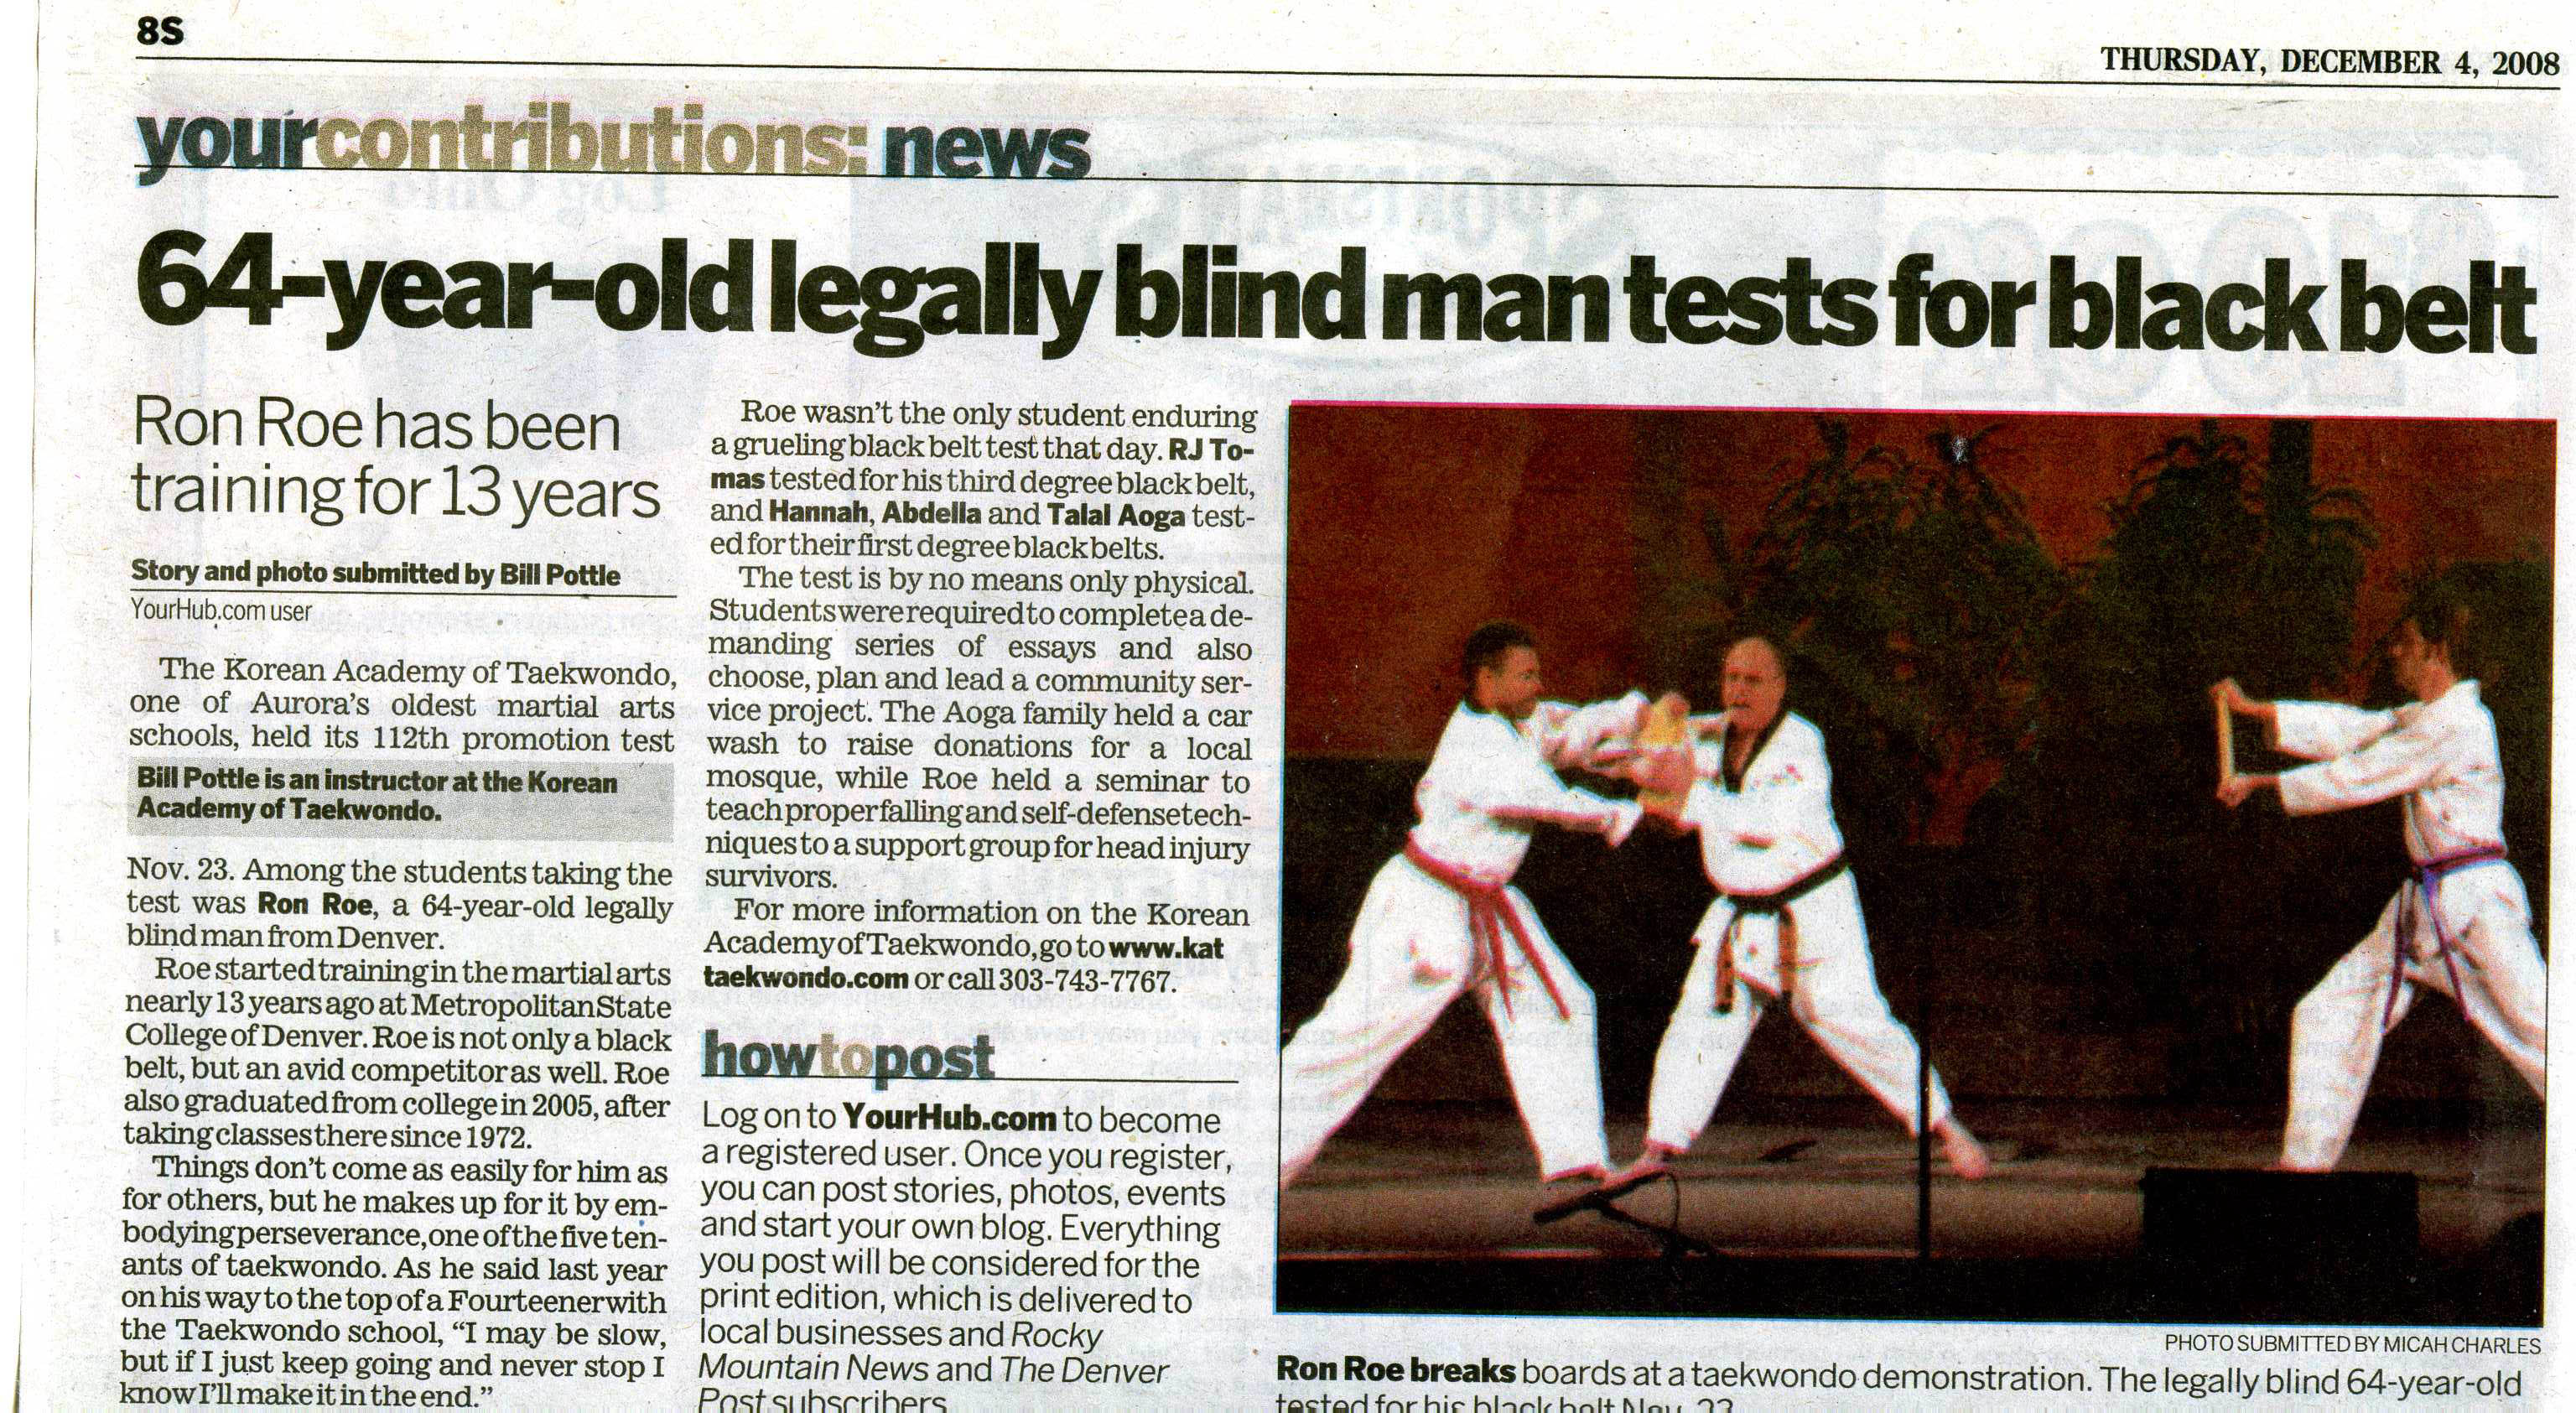 8S
THURSDAY, DECEMBER 4, 2008
yourcontributions: news
64-year-old legally blind man tests for black belt
Ron Roe has been
training for 13 years
Story and photo submitted by Bill Pottle
YourHub.com user
The Korean Academy of Taekwondo,
one of Aurora's oldest martial arts
schools, held its 112th promotion test
Bill Pottle is an instructor at the Korean
Academy of Taekwondo.
Nov. 23. Among the students taking the
test was Ron Roe, a 64-year-old legally
blind man from Denver.
Roe started training in the martial arts
nearly 13 years ago at Metropolitan State
College of Denver. Roe is not only a black
belt, but an avid competitor as well. Roe
also graduated from college in 2005, after
taking classes there since 1972.
Things don't come as easily for him as
for others, but he makes up for it by em-
bodying perseverance, one of the five ten-
ants of taekwondo. As he said last year
on his way to the top of a Fourteener with
the Taekwondo school, “I may be slow,
but if I just keep going and never stop I
know I'll make it in the end.”
Roe wasn't the only student enduring
a grueling black belt test that day. RJ To-
mas tested for his third degree black belt,
and Hannah, Abdella and Talal Aoga test-
ed for their first degree black belts.
The test is by no means only physical.
Students were required to complete a de-
manding series of essays and also
choose, plan and lead a community ser-
vice project. The Aoga family held a car
wash to raise donations for a local
mosque, while Roe held a seminar to
teach proper falling and self-defense tech-
niques to a support group for head injury
survivors.
For more information on the Korean
Academy of Taekwondo, go to www.kat
taekwondo.com or call 303-743-7767.
howtopost
Log on to YourHub.com to become
a registered user. Once you register,
you can post stories, photos, events
and start your own blog. Everything
you post will be considered for the
print edition, which is delivered to
local businesses and Rocky
Mountain News and The Denver
Post subscribers
PHOTO SUBMITTED BY MICAH CHARLES
Ron Roe breaks boards at a taekwondo demonstration. The legally blind 64-year-old
tested for his black belt Nov. 23